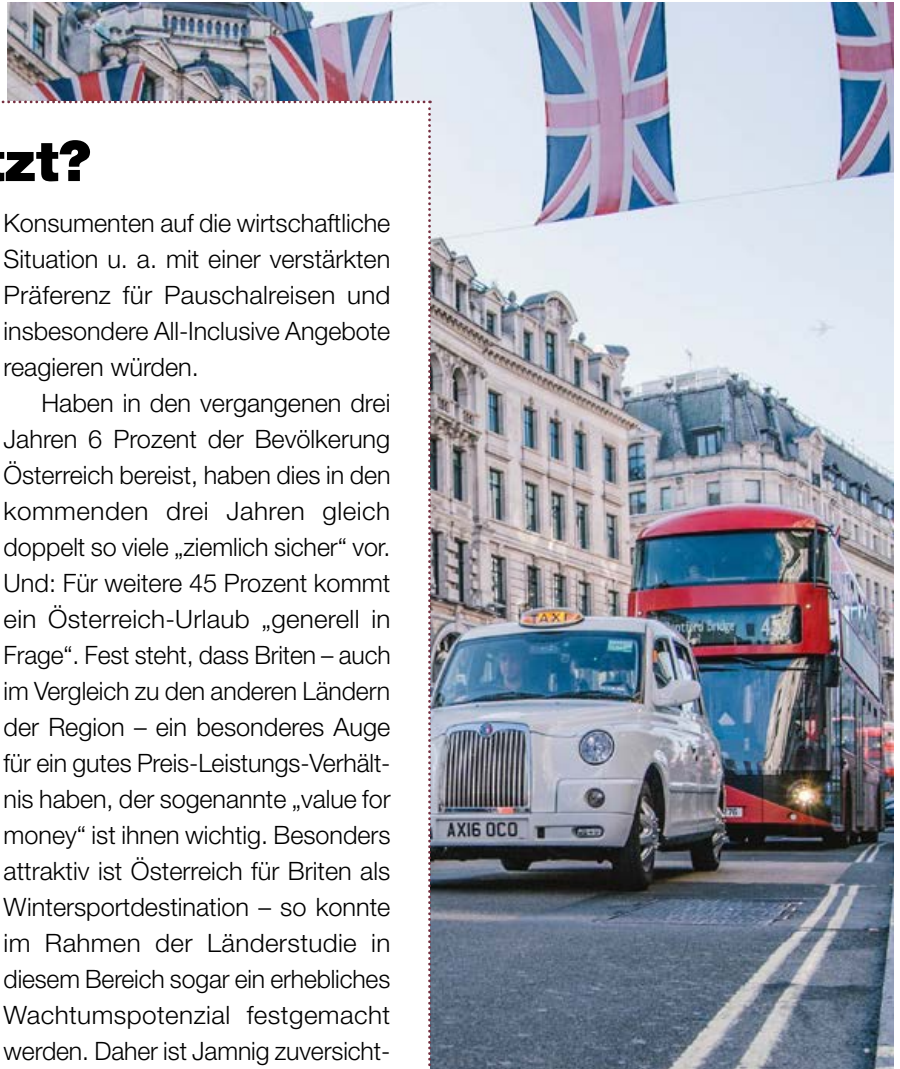 tzt?
Konsumenten auf die wirtschaftliche
Situation u. a. mit einer verstärkten
Präferenz für Pauschalreisen und
insbesondere All-Inclusive Angebote
reagieren würden.
Haben in den vergangenen drei
Jahren 6 Prozent der Bevölkerung
Österreich bereist, haben dies in den
kommenden drei Jahren gleich
doppelt so viele „ziemlich sicher“ vor.
Und: Für weitere 45 Prozent kommt
ein Österreich-Urlaub „generell in
Frage“. Fest steht, dass Briten – auch
im Vergleich zu den anderen Ländern
der Region – ein besonderes Auge
für ein gutes Preis-Leistungs-Verhält-
nis haben, der sogenannte „value for
money“ ist ihnen wichtig. Besonders
attraktiv ist Österreich für Briten als
Wintersportdestination – so konnte
im Rahmen der Länderstudie in
diesem Bereich sogar ein erhebliches
Wachtumspotenzial festgemacht
werden. Daher ist Jamnig zuversicht-
TAXI
bridge
AX16 OCO